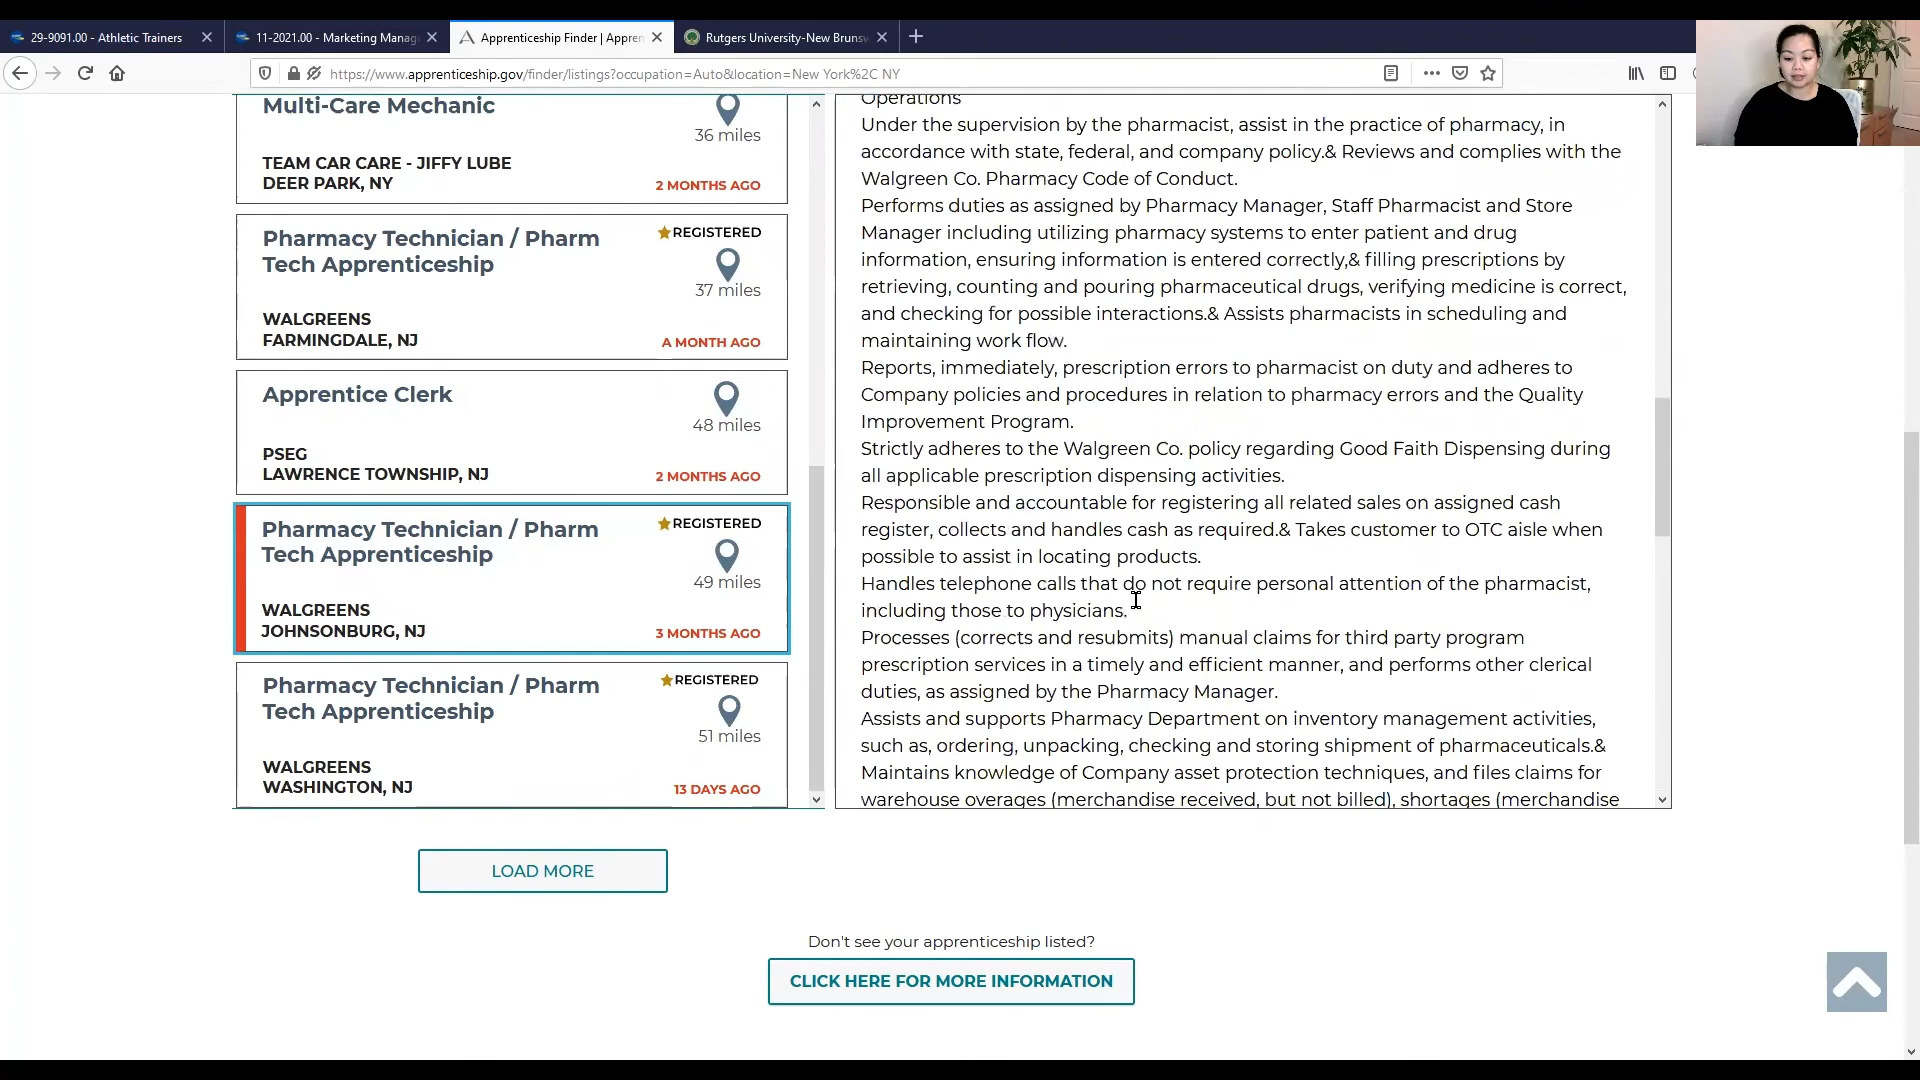 29-9091.00 - Athletic Trainers
11-2021.00 - Marketing Manag
Apprenticeship Finder | Appren
Rutgers University-New Brunsw
https://www.apprenticeship.gov/finder/listings?occupation=Auto&location=New York%2C NY
Multi-Care Mechanic
36 miles
TEAM CAR CARE - JIFFY LUBE
DEER PARK, NY
2 MONTHS AGO
Pharmacy Technician / Pharm
Tech Apprenticeship
REGISTERED
37 miles
WALGREENS
FARMINGDALE, NJ
A MONTH AGO
Apprentice Clerk
48 miles
PSEG
LAWRENCE TOWNSHIP, NJ
2 MONTHS AGO
Pharmacy Technician / Pharm
Tech Apprenticeship
REGISTERED
49 miles
WALGREENS
JOHNSONBURG, NJ
3 MONTHS AGO
Pharmacy Technician / Pharm
Tech Apprenticeship
REGISTERED
51 miles
WALGREENS
WASHINGTON, NJ
13 DAYS AGO
LOAD MORE
Operations
Under the supervision by the pharmacist, assist in the practice of pharmacy, in
accordance with state, federal, and company policy.& Reviews and complies with the
Walgreen Co. Pharmacy Code of Conduct.
Performs duties as assigned by Pharmacy Manager, Staff Pharmacist and Store
Manager including utilizing pharmacy systems to enter patient and drug
information, ensuring information is entered correctly,& filling prescriptions by
retrieving, counting and pouring pharmaceutical drugs, verifying medicine is correct,
and checking for possible interactions.& Assists pharmacists in scheduling and
maintaining work flow.
Reports, immediately, prescription errors to pharmacist on duty and adheres to
Company policies and procedures in relation to pharmacy errors and the Quality
Improvement Program.
Strictly adheres to the Walgreen Co. policy regarding Good Faith Dispensing during
all applicable prescription dispensing activities.
Responsible and accountable for registering all related sales on assigned cash
register, collects and handles cash as required.& Takes customer to OTC aisle when
possible to assist in locating products.
Handles telephone calls that do not require personal attention of the pharmacist,
including those to physicians.
Processes (corrects and resubmits) manual claims for third party program
prescription services in a timely and efficient manner, and performs other clerical
duties, as assigned by the Pharmacy Manager.
Assists and supports Pharmacy Department on inventory management activities,
such as, ordering, unpacking, checking and storing shipment of pharmaceuticals.&
Maintains knowledge of Company asset protection techniques, and files claims for
warehouse overages (merchandise received, but not billed), shortages (merchandise
Don't see your apprenticeship listed?
CLICK HERE FOR MORE INFORMATION